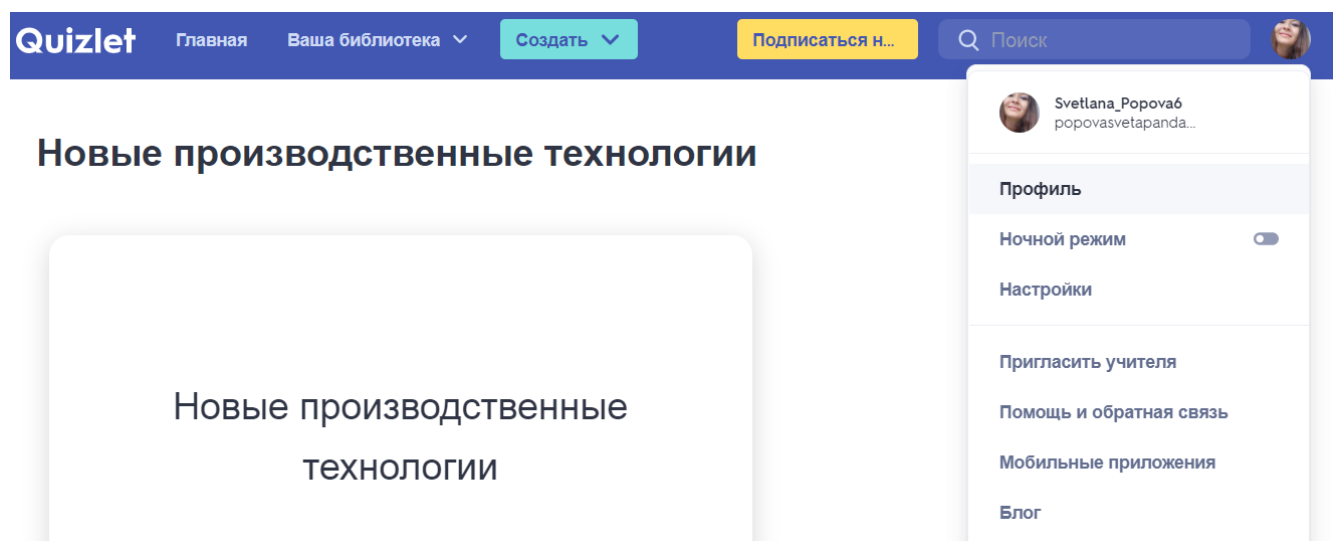 Quizlet Главная Ваша библиотека Создать Подписаться н... Поиск
Svetlana_Popova6
popovasvetapanda...
Новые производственные технологии
Профиль
Ночной режим
Настройки
Пригласить учителя
Новые производственные
технологии
Помощь и обратная связь
Мобильные приложения
Блог